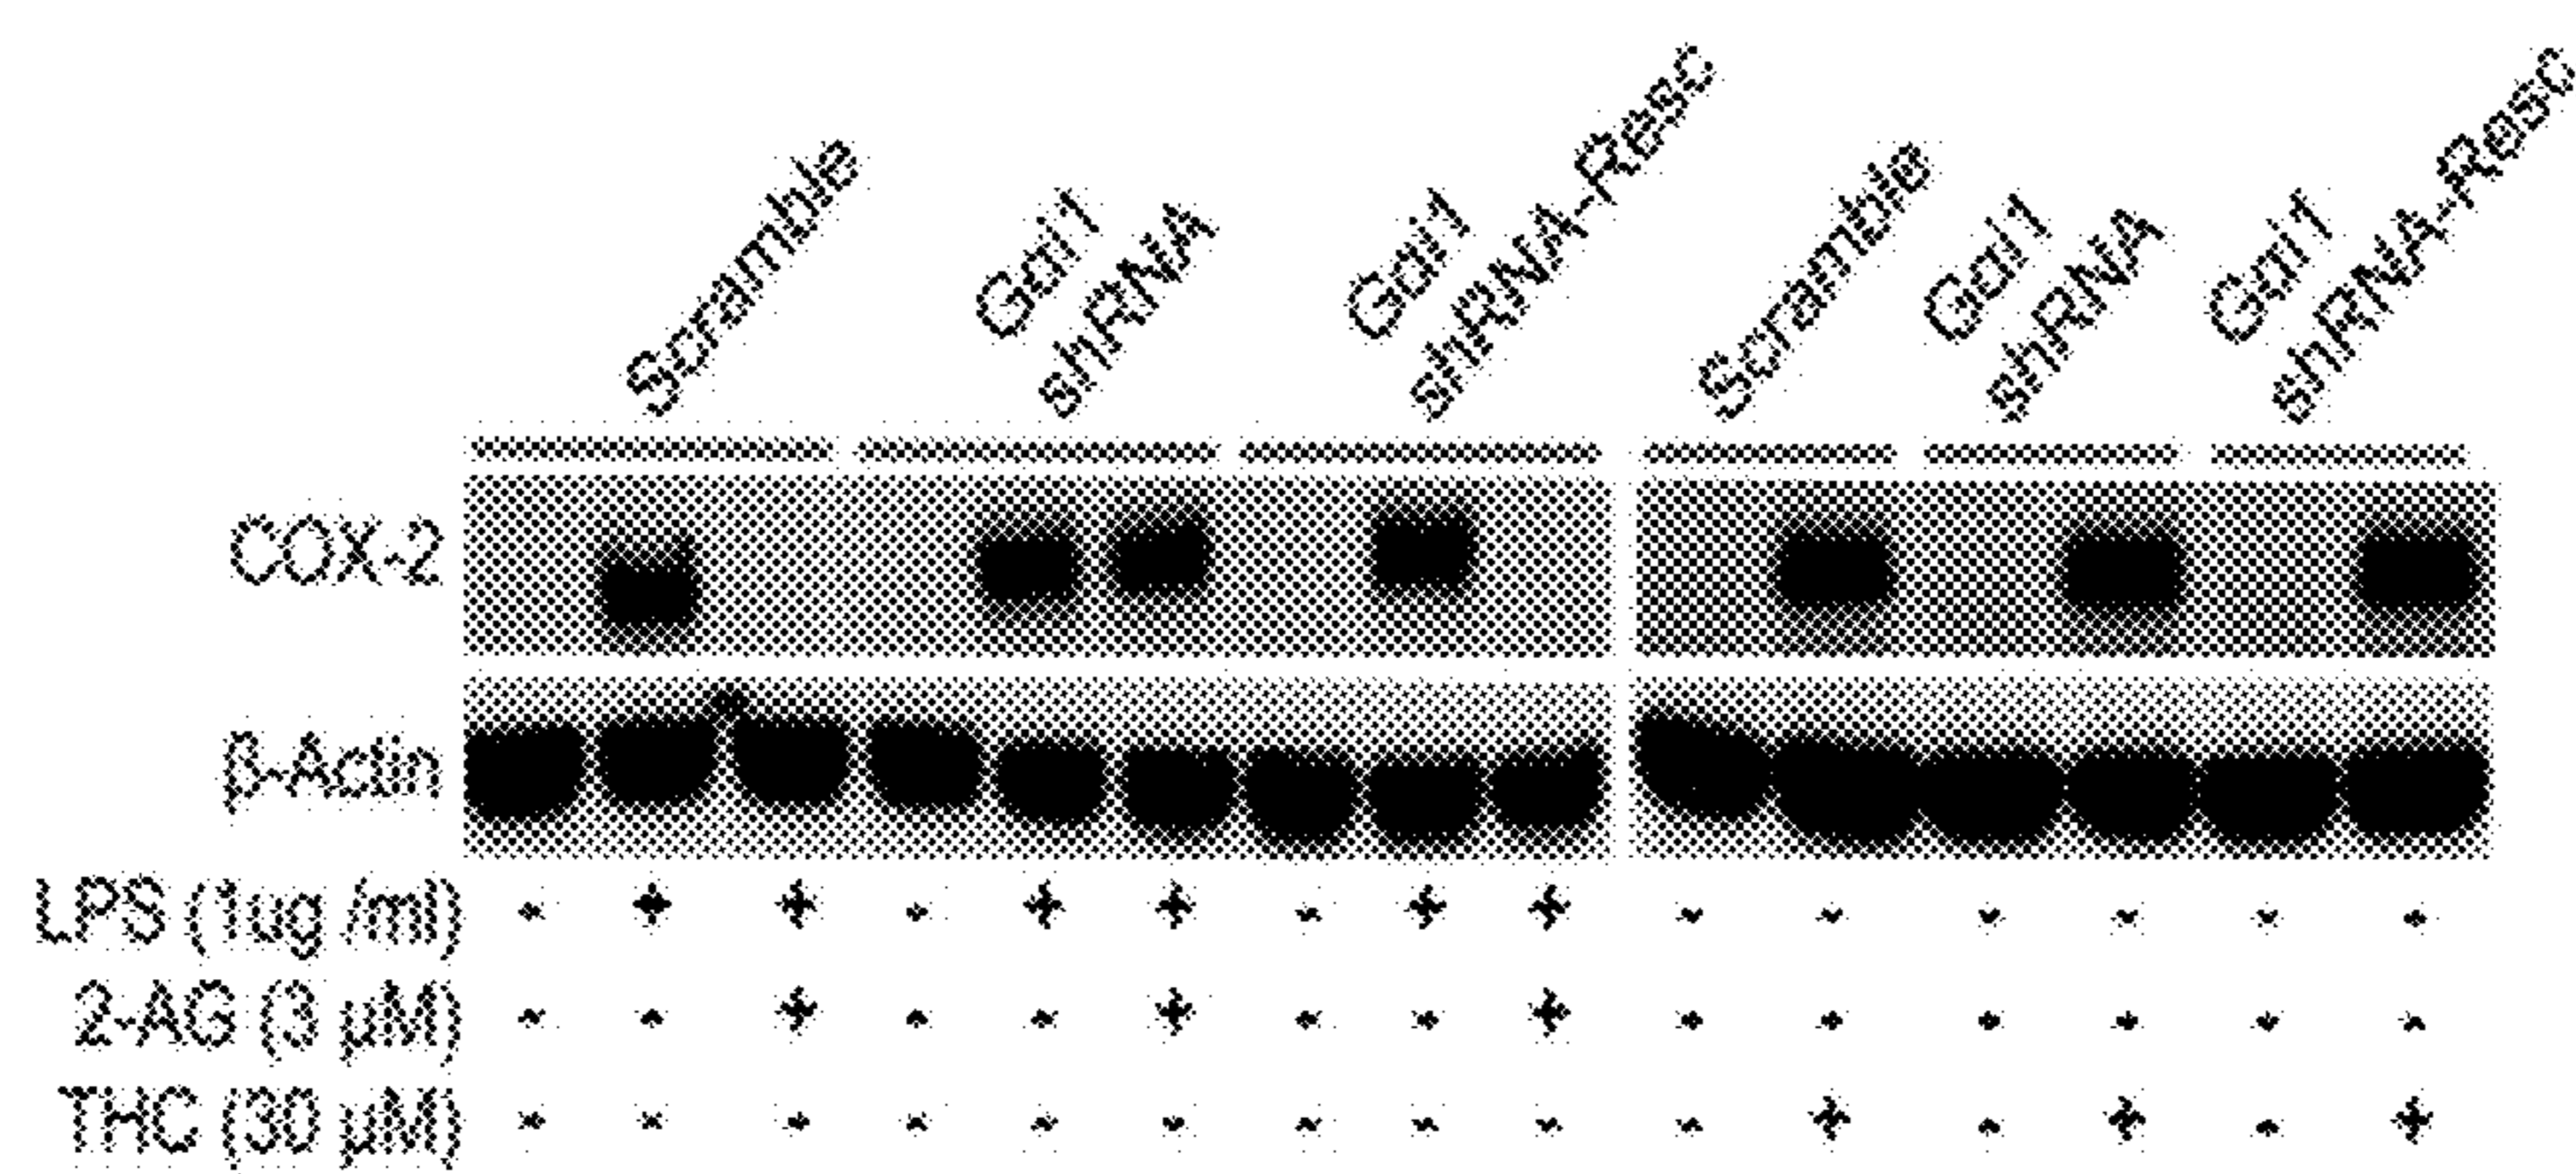 Scramble
Gαi1
shRNA
Gαi1
shRNA-Resc
Scramble
Gαi1
shRNA
Gαi1
shRNA-Resc
COX-2
β-Actin
LPS (1ug /ml) - + + - + + - + + - - - - - -
2-AG (3 μM) - - + - - + - - + - - - - - -
THC (30 μM) - - - - - - - - - - + - + - +